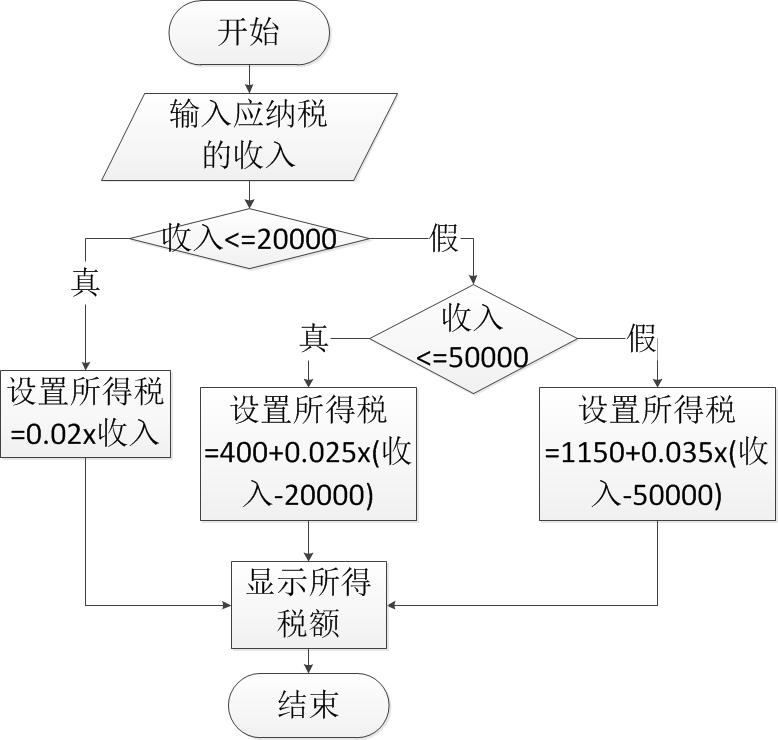 开始
输入应纳税
的收入
收入<=20000
假
真
收入
<=50000
真
假
设置所得税
=0.02x收入
设置所得税
=400+0.025x(收
入-20000)
设置所得税
=1150+0.035x(收
入-50000)
显示所得
税额
结束